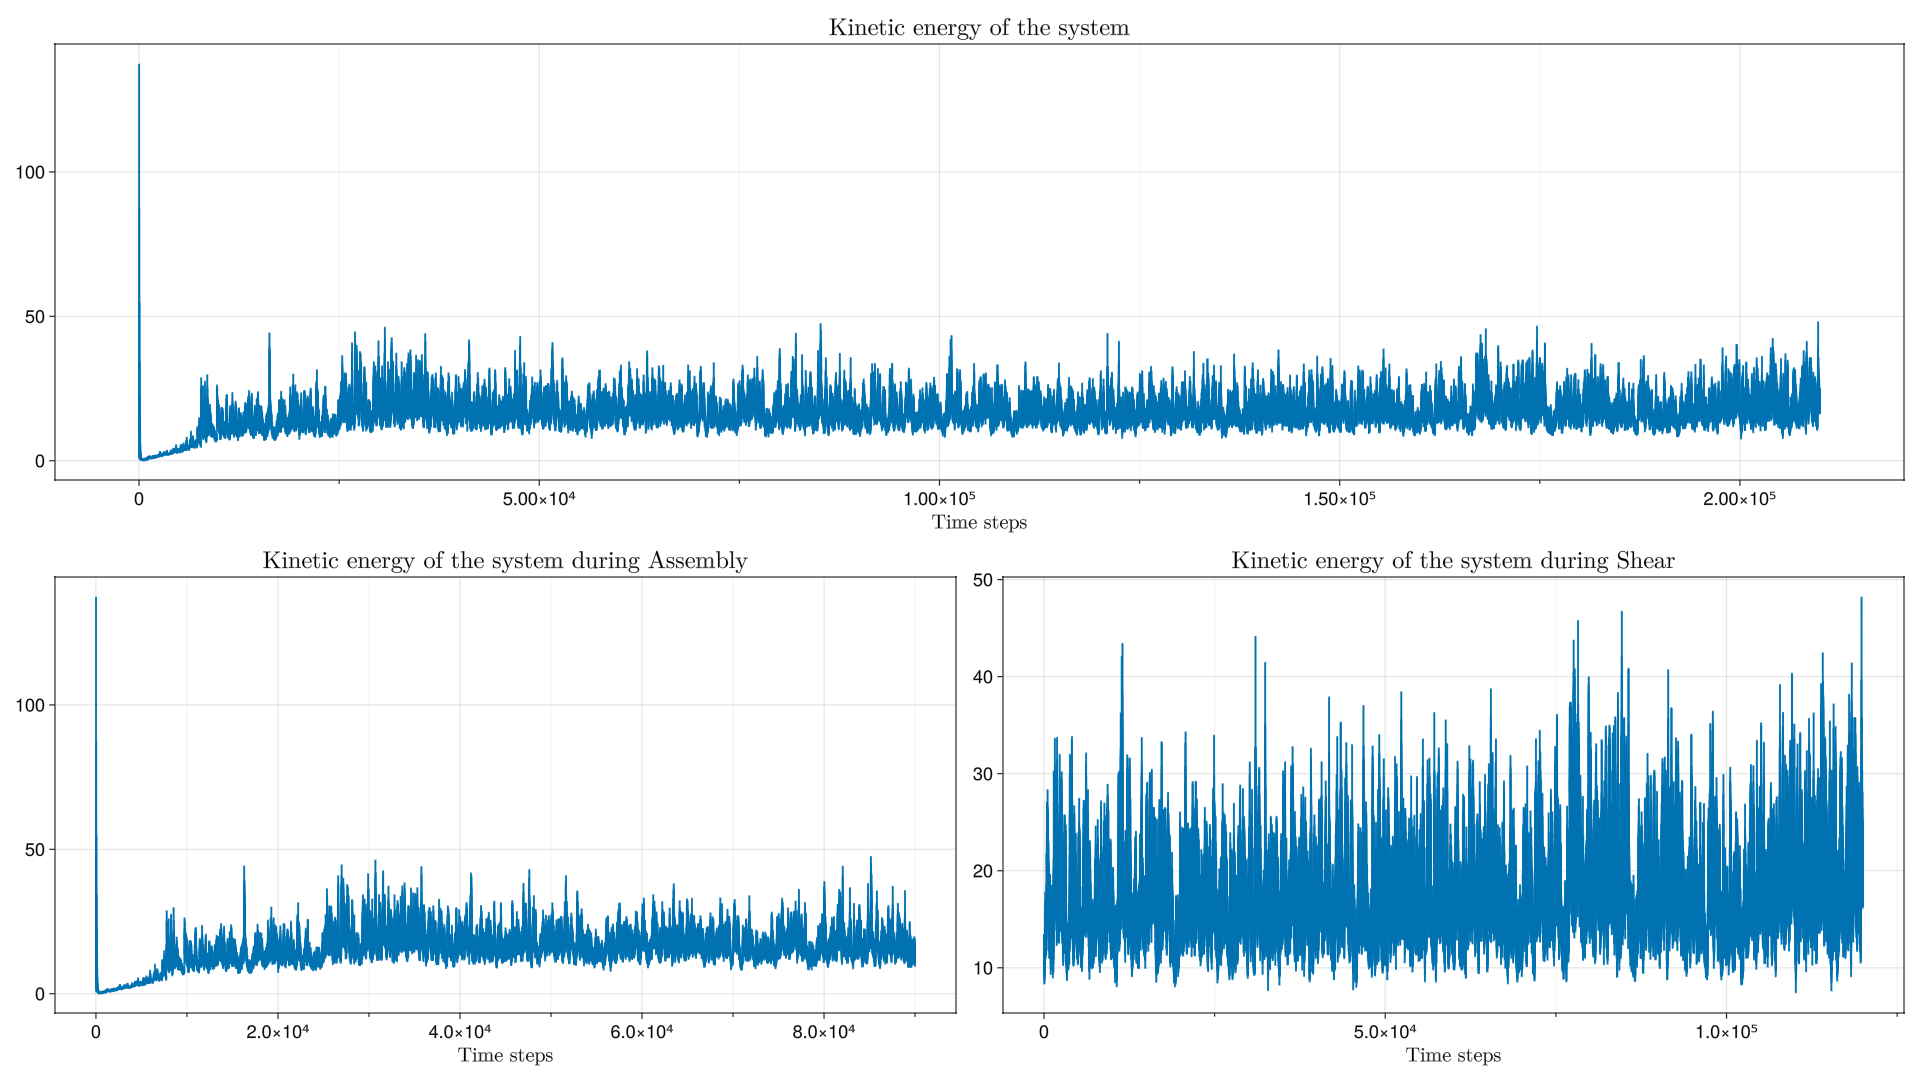 Kinetic energy of the system
100
50
0
0 5.00×10⁴ 1.00×10⁵ 1.50×10⁵ 2.00×10⁵
Time steps
Kinetic energy of the system during Assembly
100
50
0
0 2.0×10⁴ 4.0×10⁴ 6.0×10⁴ 8.0×10⁴
Time steps
Kinetic energy of the system during Shear
50
40
30
20
10
0 5.0×10⁴ 1.0×10⁵
Time steps